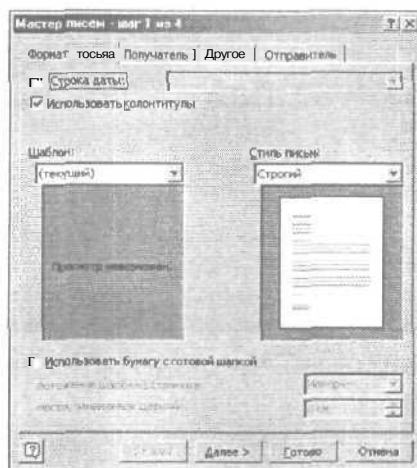 Мастер писем - шаг 1 из 4
Формат тосьяа Получатель ] Другое | Отправитель
Строка даты:
Использовать колонтитулы
Шаблон: Стиль письма:
(текущий) Строгий
Просмотр невозможен.
Г Использовать бумагу с готовой шапкой
Далее > Готово Отмена